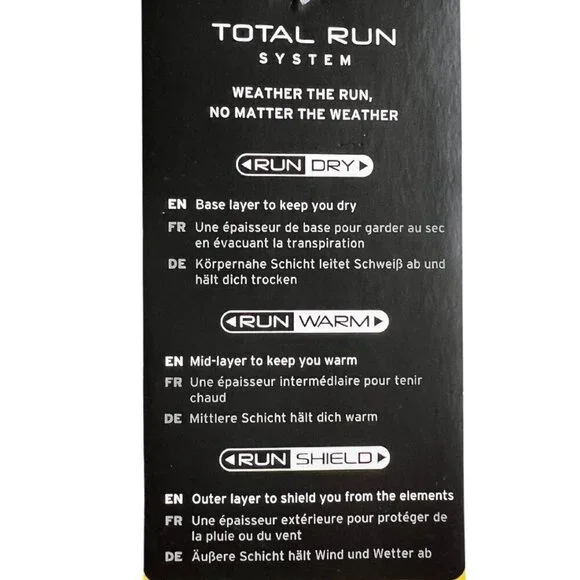 TOTAL RUN
SYSTEM
WEATHER THE RUN,
NO MATTER THE WEATHER
RUN DRY
EN Base layer to keep you dry
FR Une épaisseur de base pour garder au sec
en évacuant la transpiration
DE Körpernahe Schicht leitet Schweiß ab und
hält dich trocken
RUN WARM
EN Mid-layer to keep you warm
FR Une épaisseur intermédiaire pour tenir
chaud
DE Mittlere Schicht hält dich warm
RUN SHIELD
EN Outer layer to shield you from the elements
FR Une épaisseur extérieure pour protéger de
la pluie ou du vent
DE Äußere Schicht hält Wind und Wetter ab